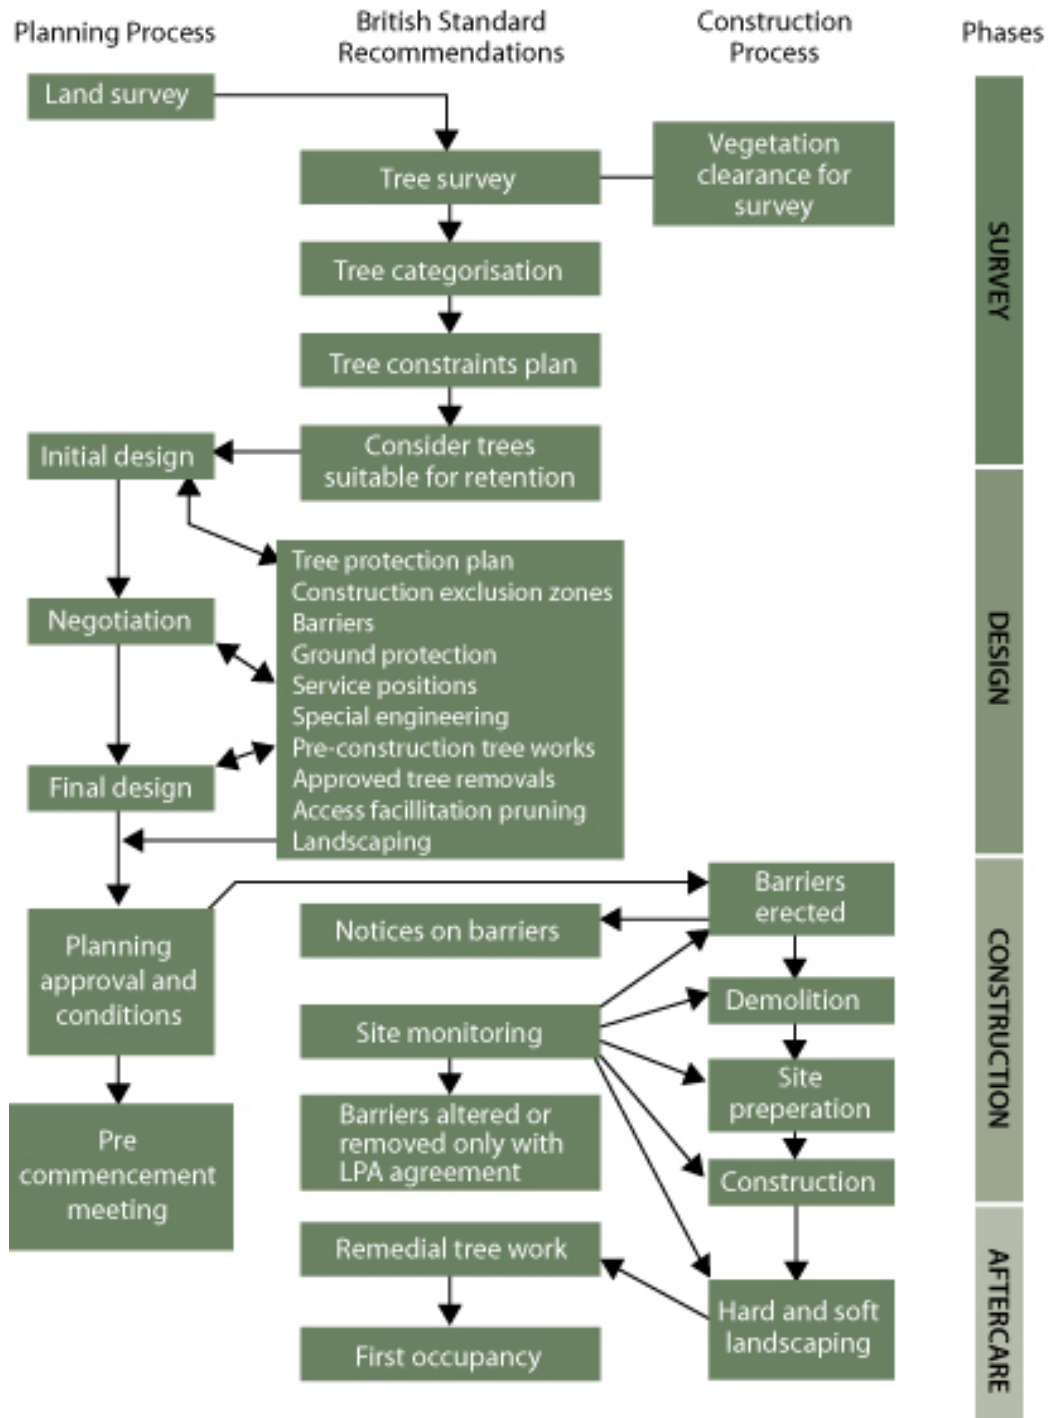 Planning Process
British Standard
Recommendations
Construction
Process
Phases
Land survey
Tree survey
Vegetation
clearance for
survey
Tree categorisation
Tree constraints plan
Consider trees
suitable for retention
Initial design
SURVEY
Tree protection plan
Construction exclusion zones
Barriers
Ground protection
Service positions
Special engineering
Pre-construction tree works
Approved tree removals
Access facillitation pruning
Landscaping
Negotiation
Final design
DESIGN
Planning
approval and
conditions
Barriers
erected
Notices on barriers
Demolition
Site monitoring
Site
preperation
Barriers altered or
removed only with
LPA agreement
Construction
Pre
commencement
meeting
CONSTRUCTION
Remedial tree work
Hard and soft
landscaping
First occupancy
AFTERCARE